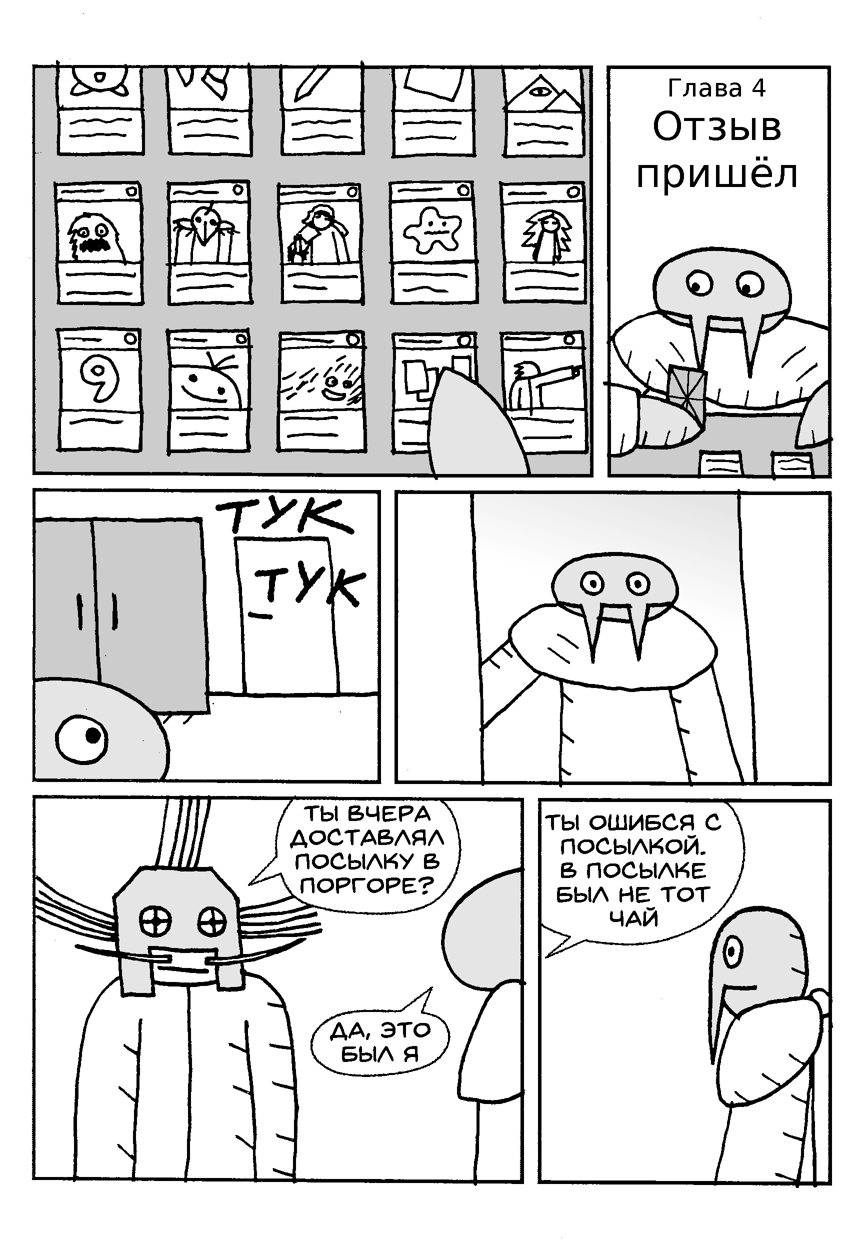 Глава 4
Отзыв
пришёл
ТУК
ТУК
ТЫ ВЧЕРА
ДОСТАВЛЯЛ
ПОСЫЛКУ В
ПОРГОРЕ?
ДА, ЭТО
БЫЛ Я
ТЫ ОШИБСЯ С
ПОСЫЛКОЙ.
В ПОСЫЛКЕ
БЫЛ НЕ ТОТ
ЧАЙ